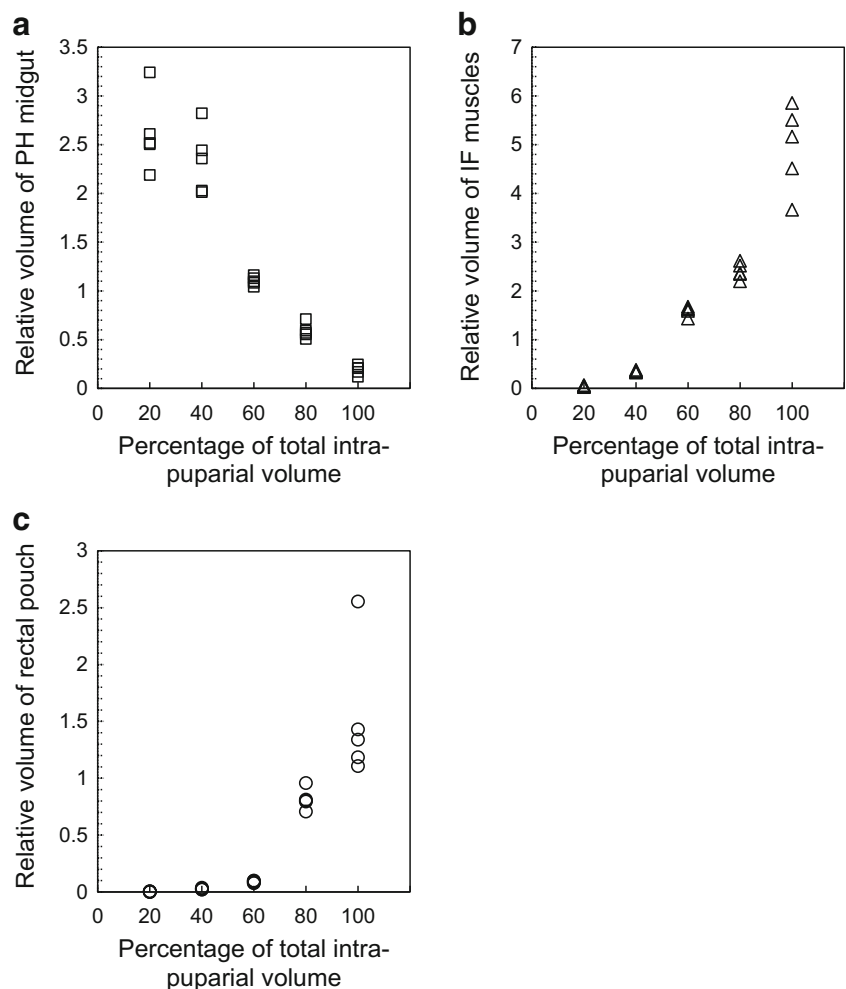 a
3.5
3
2.5
2
1.5
1
0.5
0
0 20 40 60 80 100
Relative volume of PH midgut
Percentage of total intra-
puparial volume
b
7
6
5
4
3
2
1
0
0 20 40 60 80 100
Relative volume of IF muscles
Percentage of total intra-
puparial volume
c
3
2.5
2
1.5
1
0.5
0
0 20 40 60 80 100
Relative volume of rectal pouch
Percentage of total intra-
puparial volume